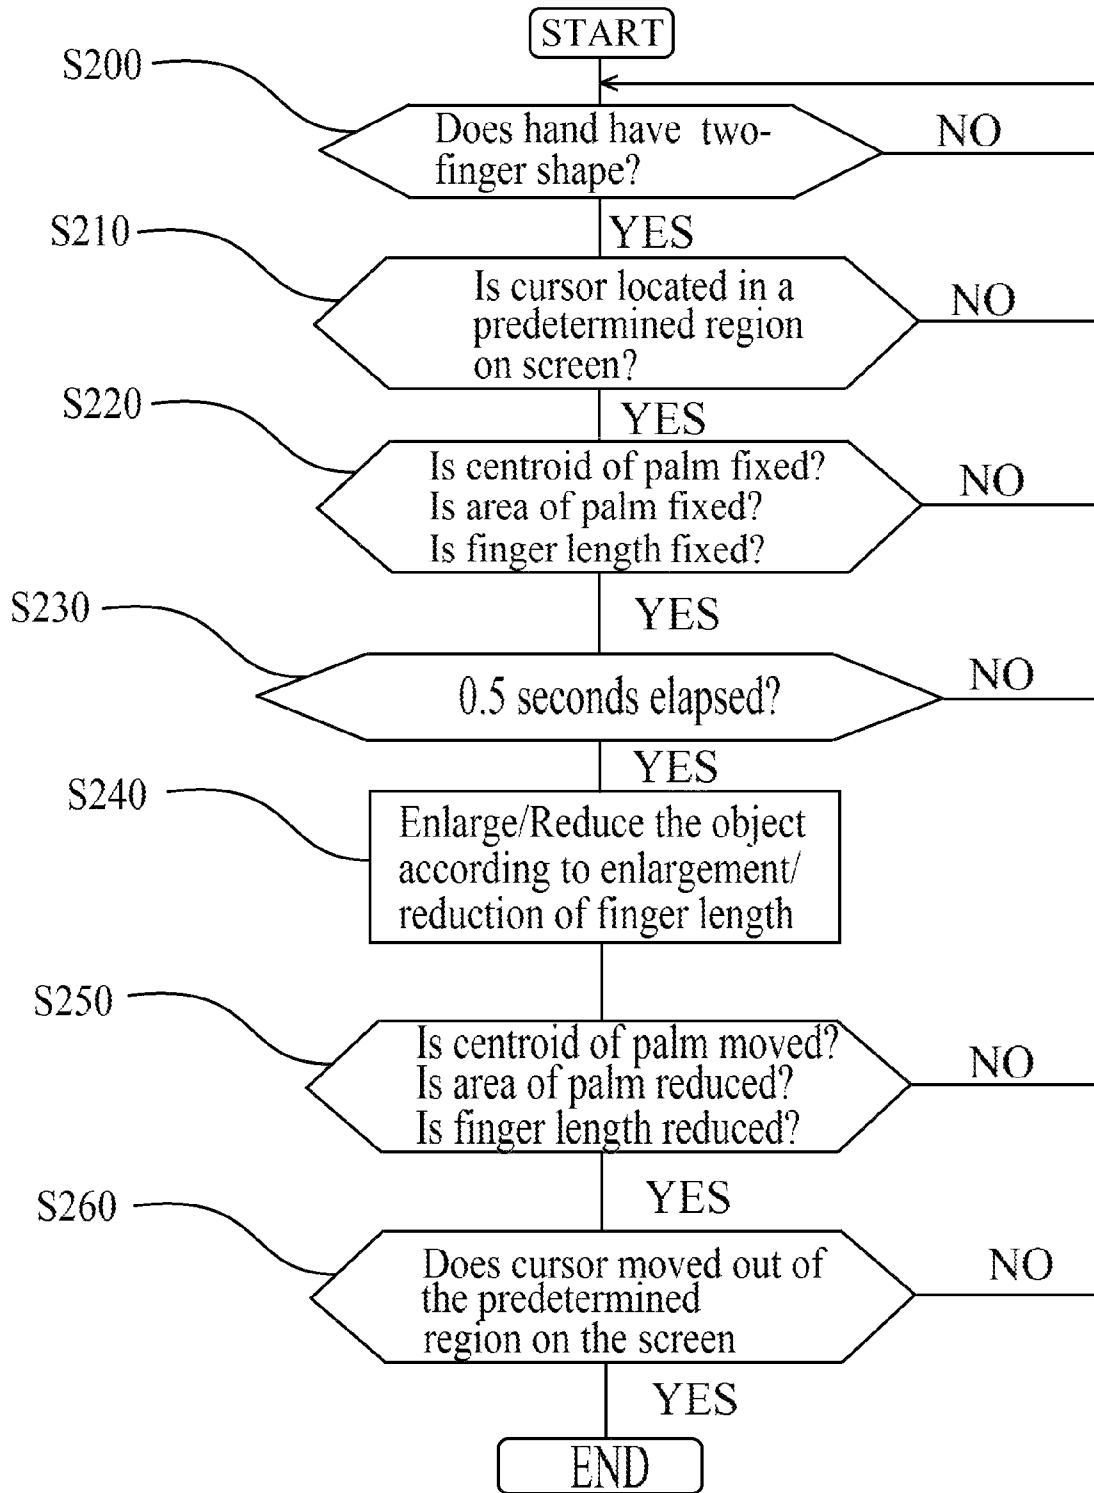 START
S200
Does hand have two-
finger shape?
NO
YES
S210
Is cursor located in a
predetermined region
on screen?
NO
YES
S220
Is centroid of palm fixed?
Is area of palm fixed?
Is finger length fixed?
NO
YES
S230
0.5 seconds elapsed?
NO
YES
S240
Enlarge/Reduce the object
according to enlargement/
reduction of finger length
S250
Is centroid of palm moved?
Is area of palm reduced?
Is finger length reduced?
NO
YES
S260
Does cursor moved out of
the predetermined
region on the screen
NO
YES
END